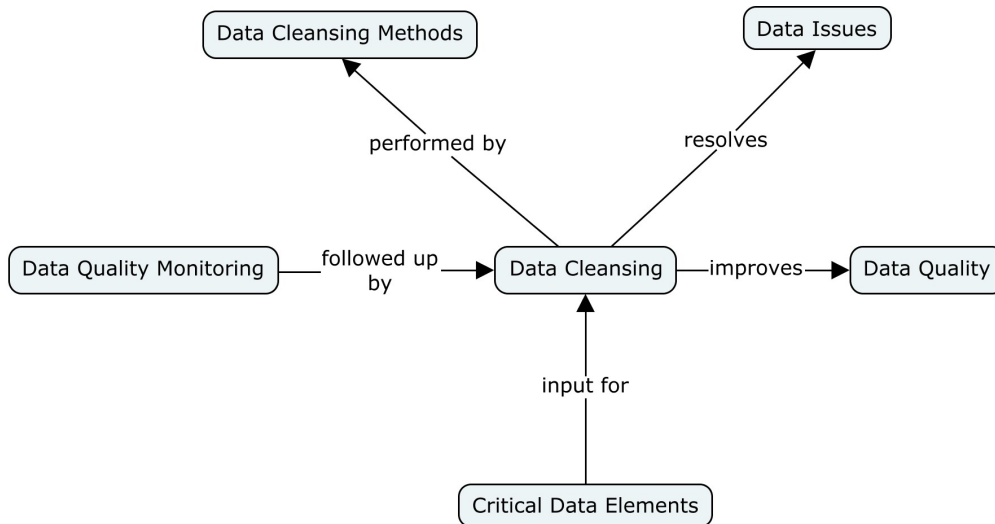 Data Cleansing Methods
Data Issues
performed by
resolves
Data Quality Monitoring
followed up
by
Data Cleansing
improves
Data Quality
input for
Critical Data Elements